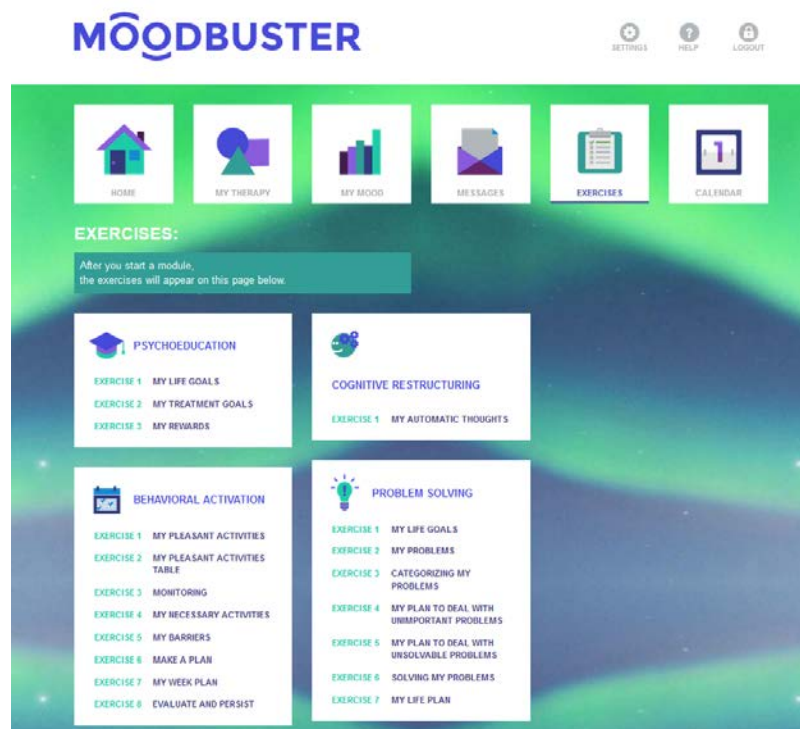 MOODBUSTER
SETTINGS
HELP
LOGOUT
HOME
MY THERAPY
MY MOOD
MESSAGES
EXERCISES
1
CALENDAR
EXERCISES:
After you start a module,
the exercises will appear on this page below.
PSYCHOEDUCATION
EXERCISE 1 MY LIFE GOALS
EXERCISE 2 MY TREATMENT GOALS
EXERCISE 3 MY REWARDS
COGNITIVE RESTRUCTURING
EXERCISE 1 MY AUTOMATIC THOUGHTS
BEHAVIORAL ACTIVATION
EXERCISE 1 MY PLEASANT ACTIVITIES
EXERCISE 2 MY PLEASANT ACTIVITIES
TABLE
EXERCISE 3 MONITORING
EXERCISE 4 MY NECESSARY ACTIVITIES
EXERCISE 5 MY BARRIERS
EXERCISE 6 MAKE A PLAN
EXERCISE 7 MY WEEK PLAN
EXERCISE 8 EVALUATE AND PERSIST
PROBLEM SOLVING
EXERCISE 1 MY LIFE GOALS
EXERCISE 2 MY PROBLEMS
EXERCISE 3 CATEGORIZING MY
PROBLEMS
EXERCISE 4 MY PLAN TO DEAL WITH
UNIMPORTANT PROBLEMS
EXERCISE 5 MY PLAN TO DEAL WITH
UNSOLVABLE PROBLEMS
EXERCISE 6 SOLVING MY PROBLEMS
EXERCISE 7 MY LIFE PLAN